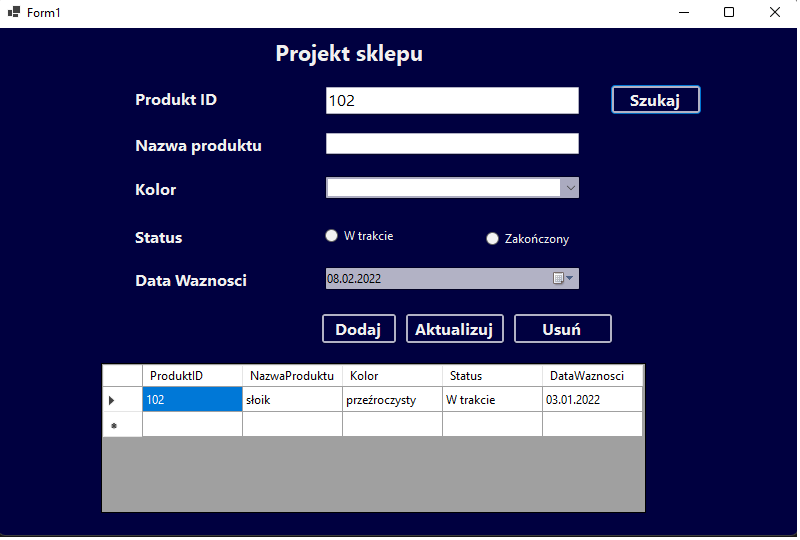 Form1
Projekt sklepu
Produkt ID 102 Szukaj
Nazwa produktu
Kolor
Status W trakcie Zakończony
Data Waznosci 08.02.2022
Dodaj Aktualizuj Usuń
ProduktID NazwaProduktu Kolor Status DataWaznosci
102 słoik przeźroczysty W trakcie 03.01.2022